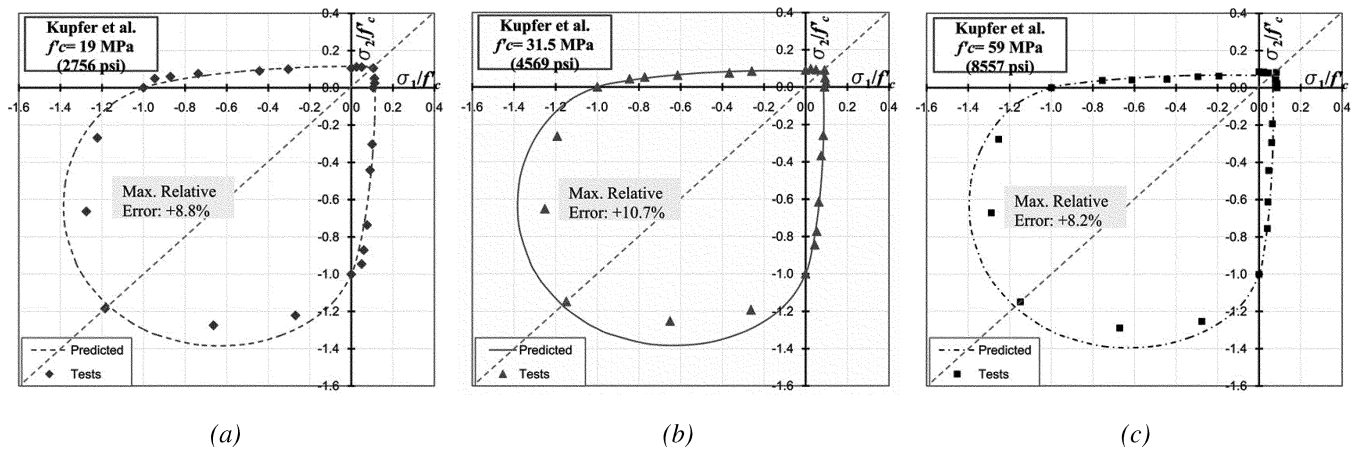 Kupfer et al.
f'c= 19 MPa
(2756 psi)
σ2/f'c
σ1/f'c
0.4
0.2
0.0
-0.2
-0.4
-0.6
-0.8
-1.0
-1.2
-1.4
-1.6
-1.6 -1.4 -1.2 -1.0 -0.8 -0.6 -0.4 -0.2 0.0 0.2 0.4
Max. Relative
Error: +8.8%
Predicted
Tests
(a)
Kupfer et al.
f'c= 31.5 MPa
(4569 psi)
σ2/f'c
σ1/f'c
0.4
0.2
0.0
-0.2
-0.4
-0.6
-0.8
-1.0
-1.2
-1.4
-1.6
-1.6 -1.4 -1.2 -1.0 -0.8 -0.6 -0.4 -0.2 0.0 0.2 0.4
Max. Relative
Error: +10.7%
Predicted
Tests
(b)
Kupfer et al.
f'c= 59 MPa
(8557 psi)
σ2/f'c
σ1/f'c
0.4
0.2
0.0
-0.2
-0.4
-0.6
-0.8
-1.0
-1.2
-1.4
-1.6
-1.6 -1.4 -1.2 -1.0 -0.8 -0.6 -0.4 -0.2 0.0 0.2 0.4
Max. Relative
Error: +8.2%
Predicted
Tests
(c)